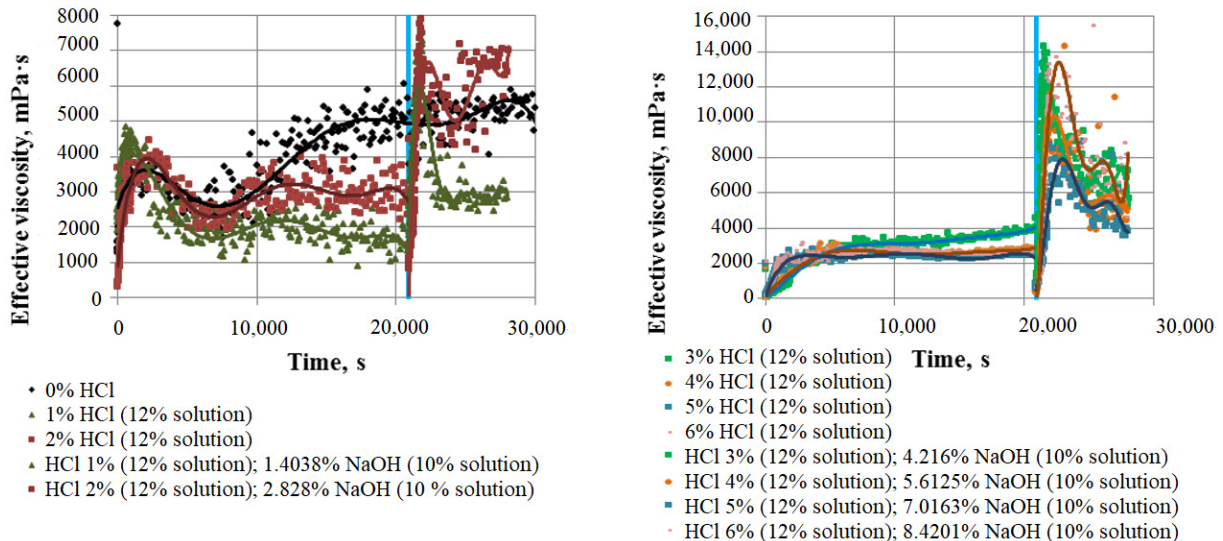 Effective viscosity, mPa·s
8000
7000
6000
5000
4000
3000
2000
1000
0
0
10,000
20,000
30,000
Time, s
0% HCl
1% HCl (12% solution)
2% HCl (12% solution)
HCl 1% (12% solution); 1.4038% NaOH (10% solution)
HCl 2% (12% solution); 2.828% NaOH (10 % solution)
Effective viscosity, mPa·s
16,000
14,000
12,000
10,000
8000
6000
4000
2000
0
0
10,000
20,000
30,000
Time, s
3% HCl (12% solution)
4% HCl (12% solution)
5% HCl (12% solution)
6% HCl (12% solution)
HCl 3% (12% solution); 4.216% NaOH (10% solution)
HCl 4% (12% solution); 5.6125% NaOH (10% solution)
HCl 5% (12% solution); 7.0163% NaOH (10% solution)
HCl 6% (12% solution); 8.4201% NaOH (10% solution)